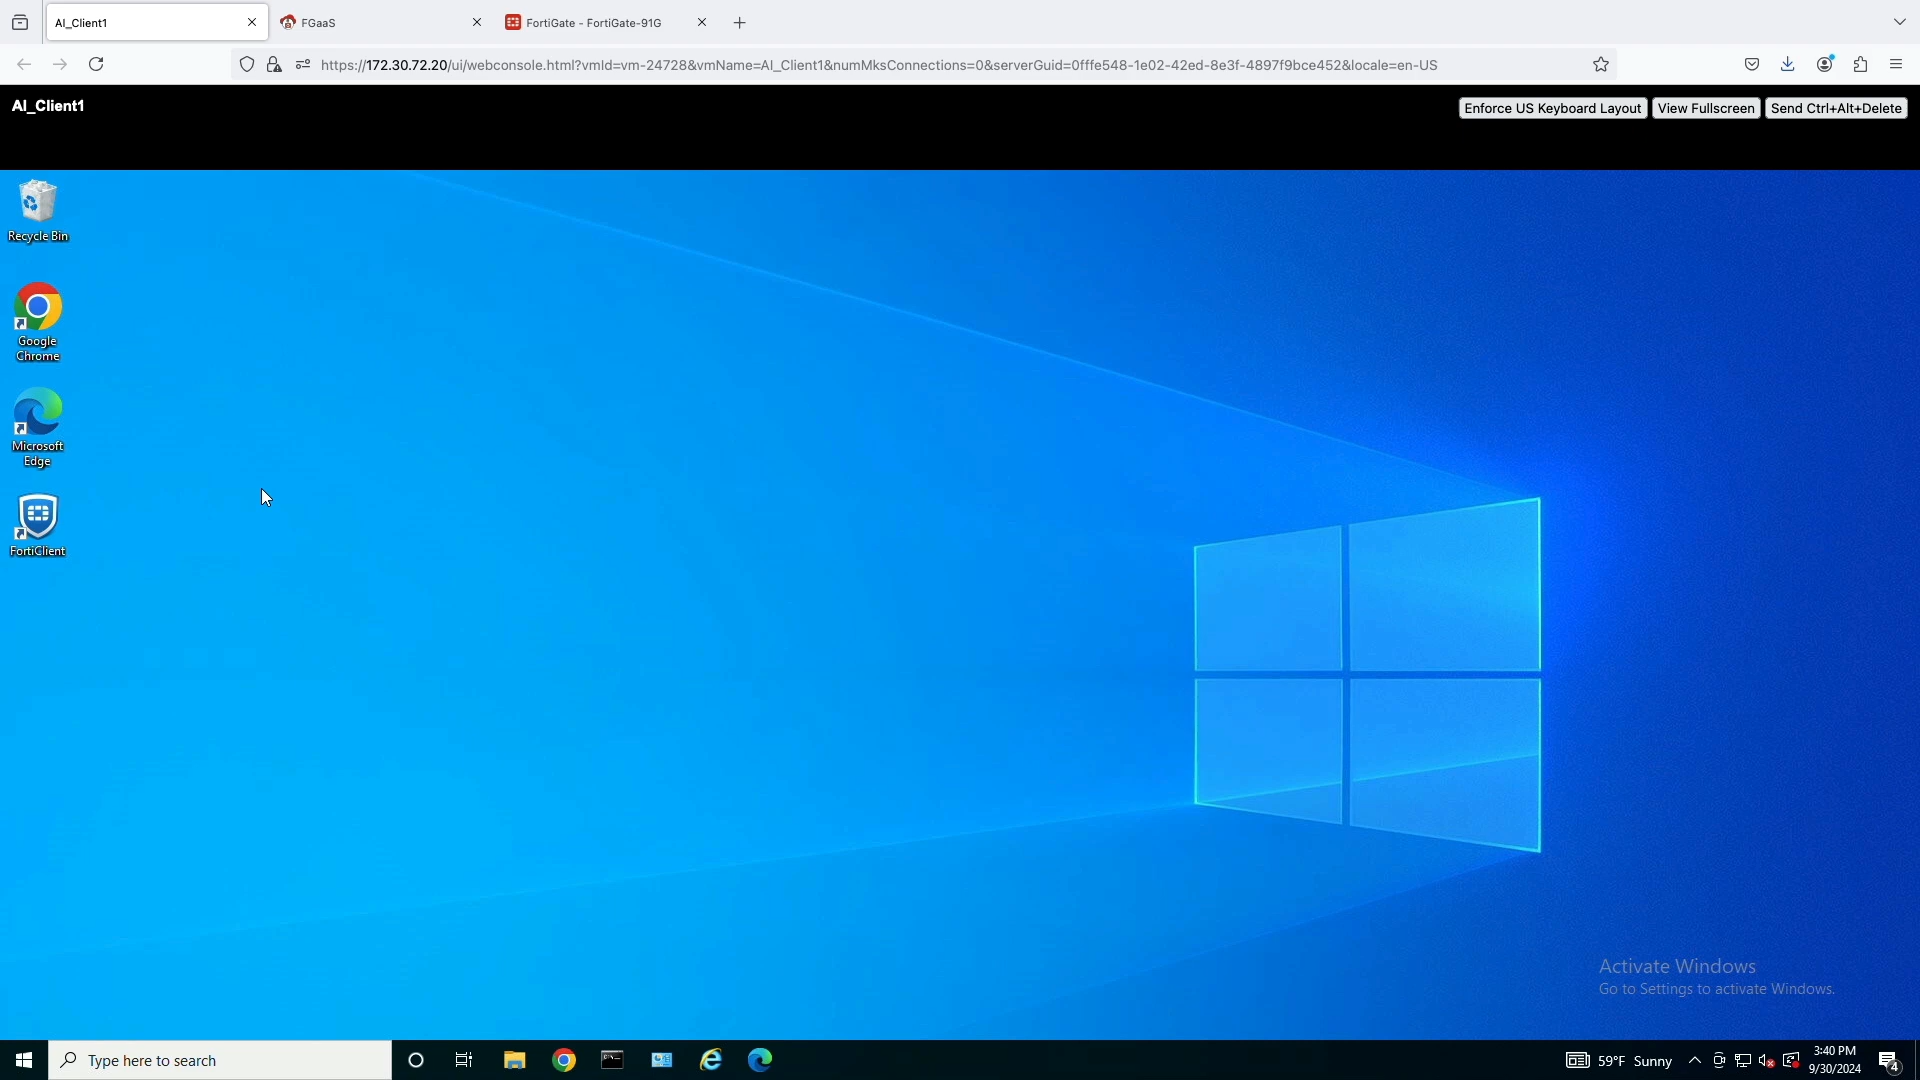 AI_Client1
FGaaS
FortiGate - FortiGate-91G
https://172.30.72.20/ui/webconsole.html?vmId=vm-24728&vmName=AI_Client1&numMksConnections=0&serverGuid=0fffe548-1e02-42ed-8e3f-4897f9bce452&locale=en-US
AI_Client1
Enforce US Keyboard Layout
View Fullscreen
Send Ctrl+Alt+Delete
Recycle Bin
Google
Chrome
Microsoft
Edge
FortiClient
Activate Windows
Go to Settings to activate Windows.
Type here to search
59°F Sunny
3:40 PM
9/30/2024
4